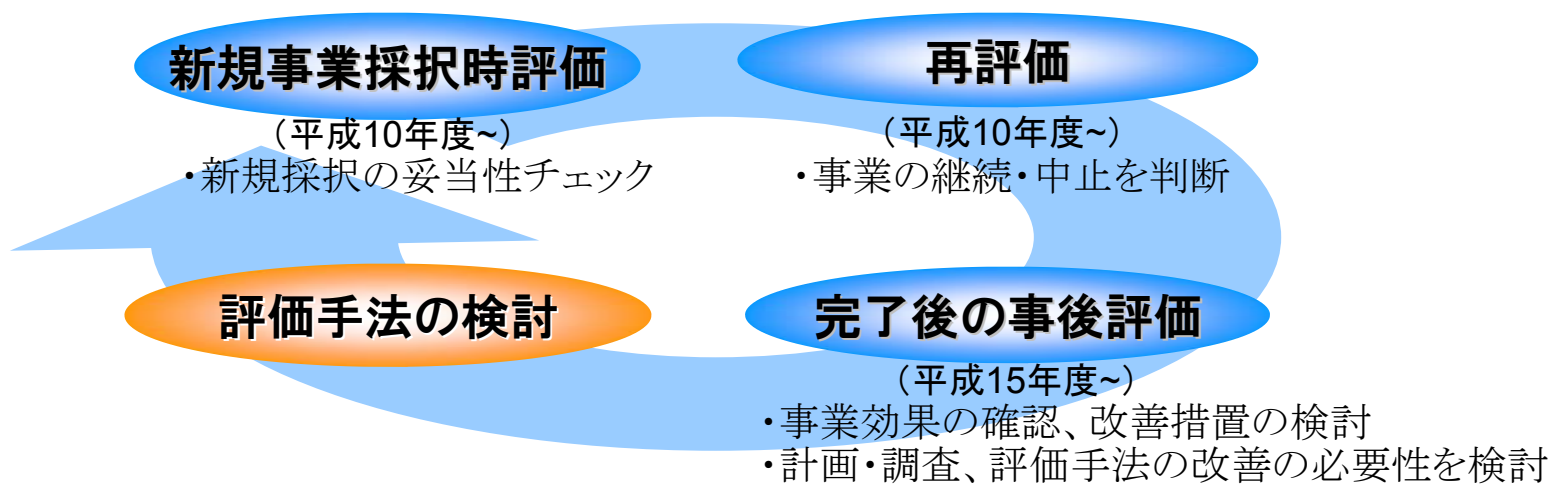 新規事業採択時評価
（平成10年度~）
・新規採択の妥当性チェック
再評価
（平成10年度~）
・事業の継続・中止を判断
評価手法の検討
完了後の事後評価
（平成15年度~）
・事業効果の確認、改善措置の検討
・計画・調査、評価手法の改善の必要性を検討